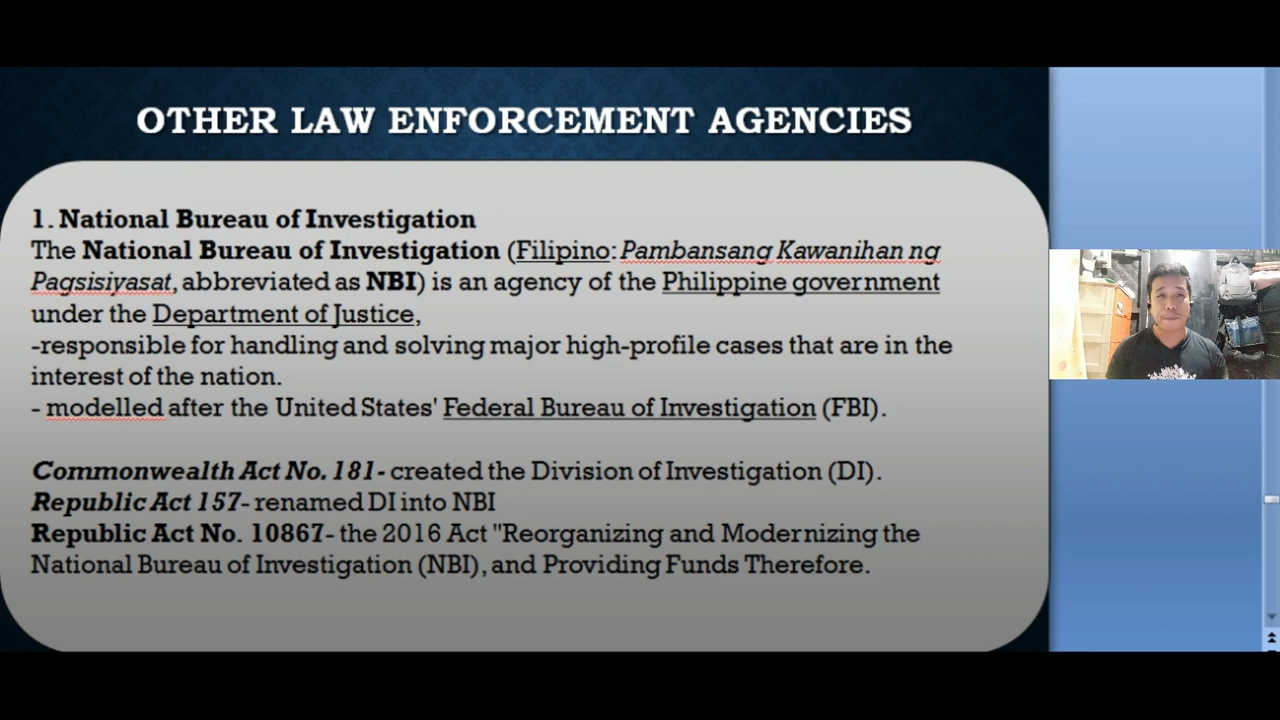 OTHER LAW ENFORCEMENT AGENCIES
1. National Bureau of Investigation
The National Bureau of Investigation (Filipino: Pambansang Kawanihan ng
Pagsisiyasat, abbreviated as NBI) is an agency of the Philippine government
under the Department of Justice,
-responsible for handling and solving major high-profile cases that are in the
interest of the nation.
- modelled after the United States' Federal Bureau of Investigation (FBI).
Commonwealth Act No. 181- created the Division of Investigation (DI).
Republic Act 157- renamed DI into NBI
Republic Act No. 10867- the 2016 Act "Reorganizing and Modernizing the
National Bureau of Investigation (NBI), and Providing Funds Therefore.